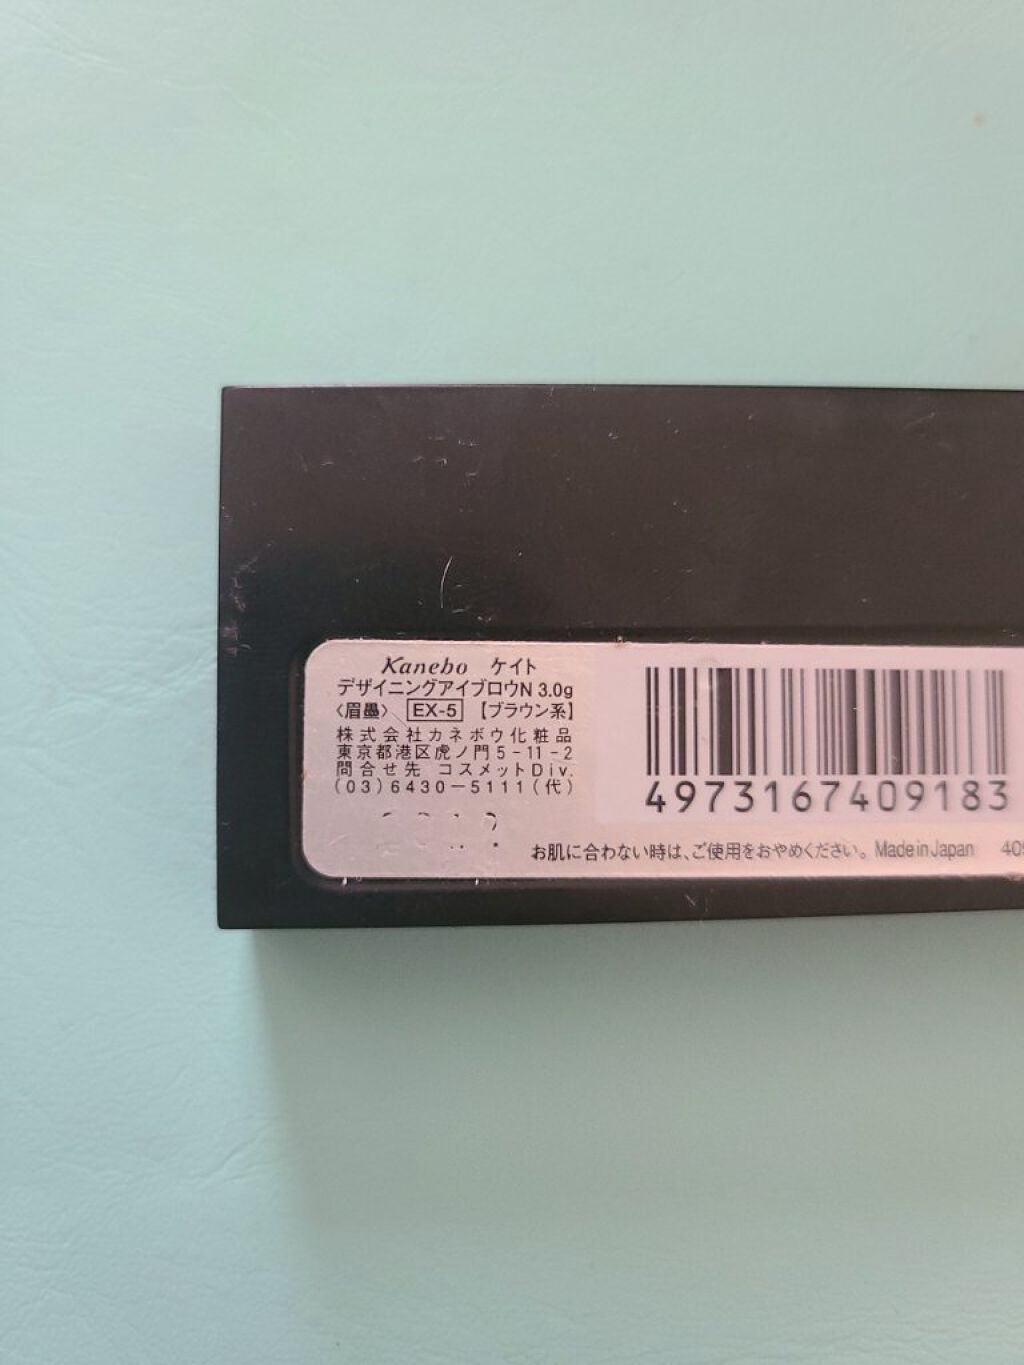 Kanebo ケイト
デザイニングアイブロウN 3.0g
〈眉墨〉 EX-5 【ブラウン系】
株式会社カネボウ化粧品
東京都港区虎ノ門5-11-2
問合せ先 コスメットDiv.
(03)6430-5111(代)
4973167409183
お肌に合わない時は、ご使用をおやめください。 Made in Japan